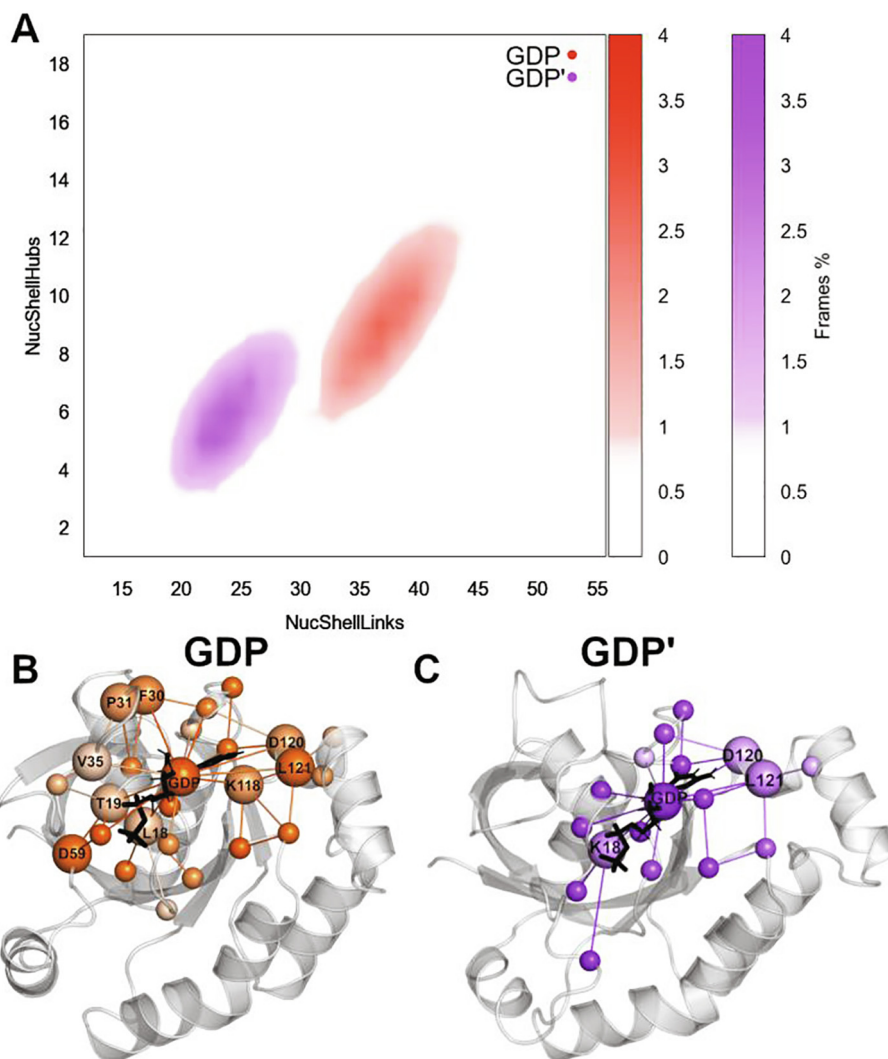 A
GDP
GDP'
18
16
14
12
10
8
6
4
2
NucShellHubs
15 20 25 30 35 40 45 50 55
NucShellLinks
4
3.5
3
2.5
2
1.5
1
0.5
0
4
3.5
3
2.5
2
1.5
1
0.5
0
Frames %
B
GDP
P31 F30
V35
D120
GDP
L121
K118
T19
L18
D59
C
GDP'
D120
L121
GDP
K18